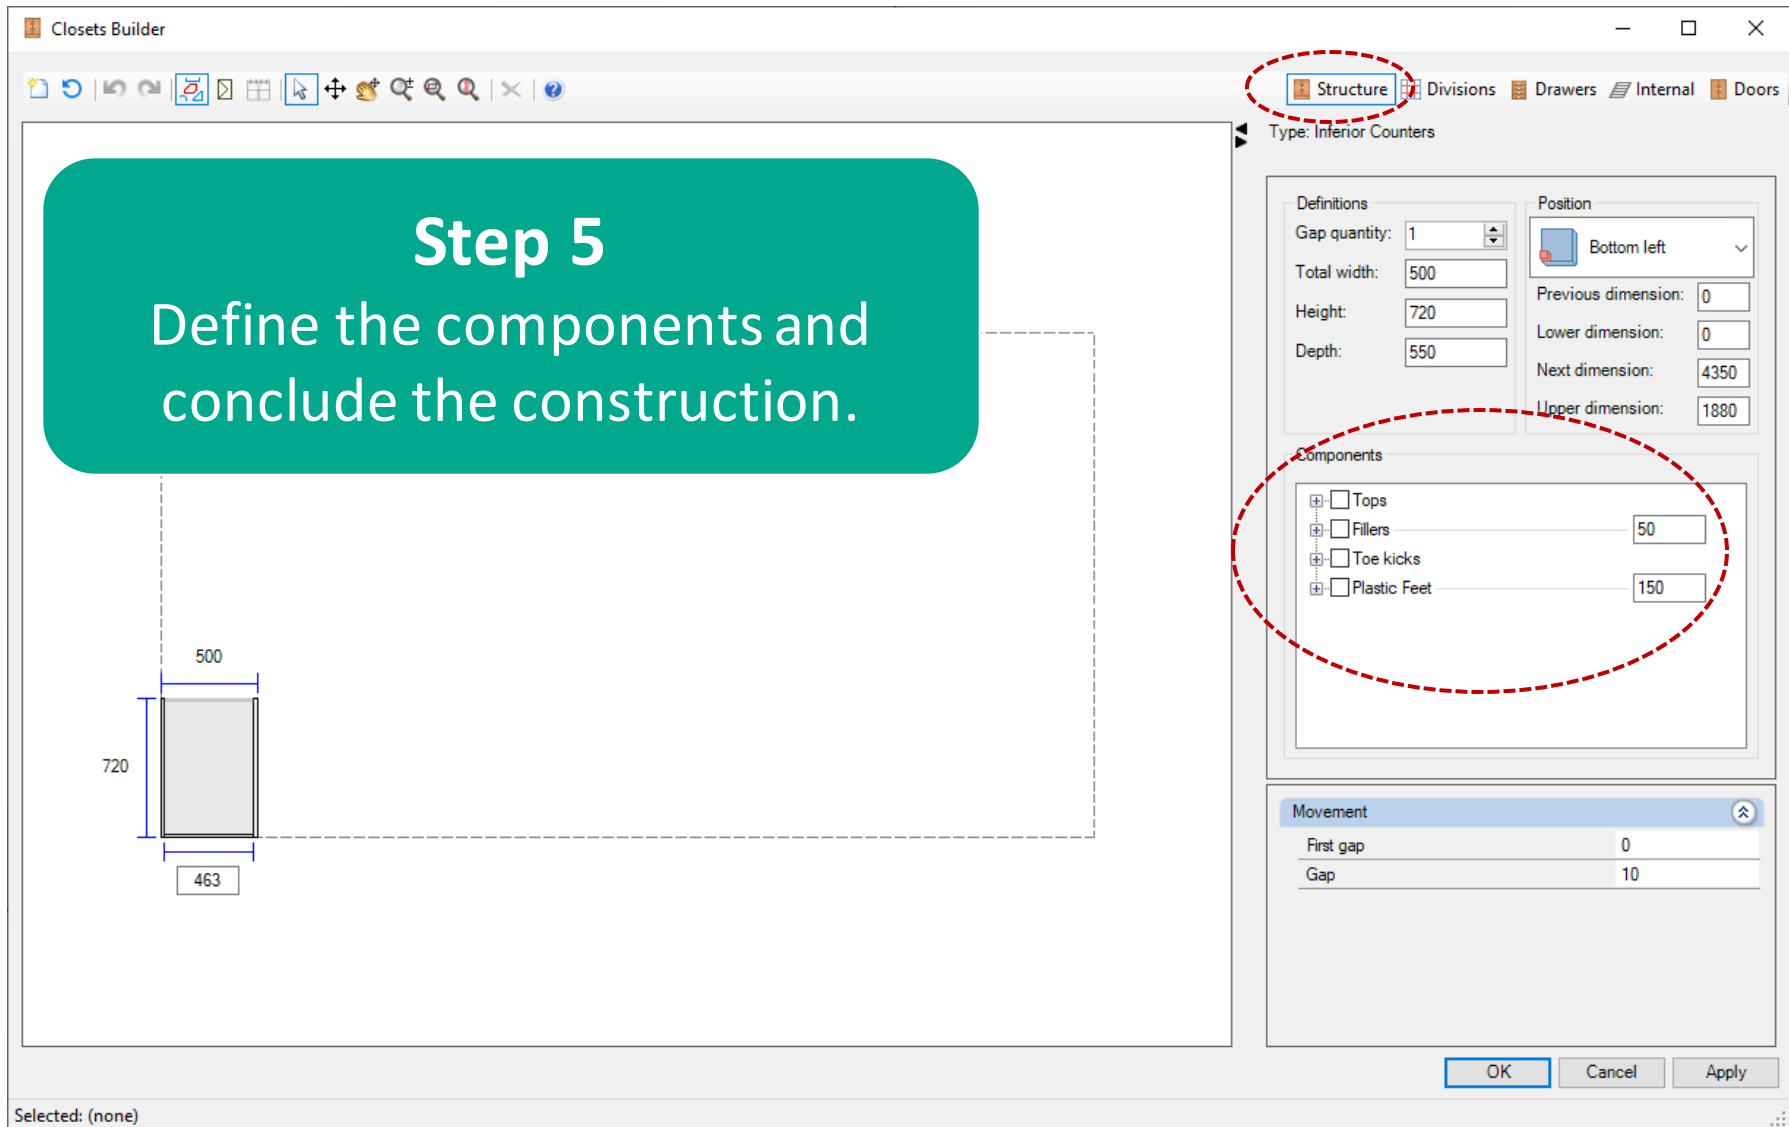 Closets Builder
Structure Divisions Drawers Internal Doors
Type: Inferior Counters
Step 5
Define the components and
conclude the construction.
Definitions
Gap quantity: 1
Total width: 500
Height: 720
Depth: 550
Position
Bottom left
Previous dimension: 0
Lower dimension: 0
Next dimension: 4350
Upper dimension: 1880
Components
Tops
Fillers 50
Toe kicks
Plastic Feet 150
500
720
463
Movement
First gap 0
Gap 10
OK Cancel Apply
Selected: (none)